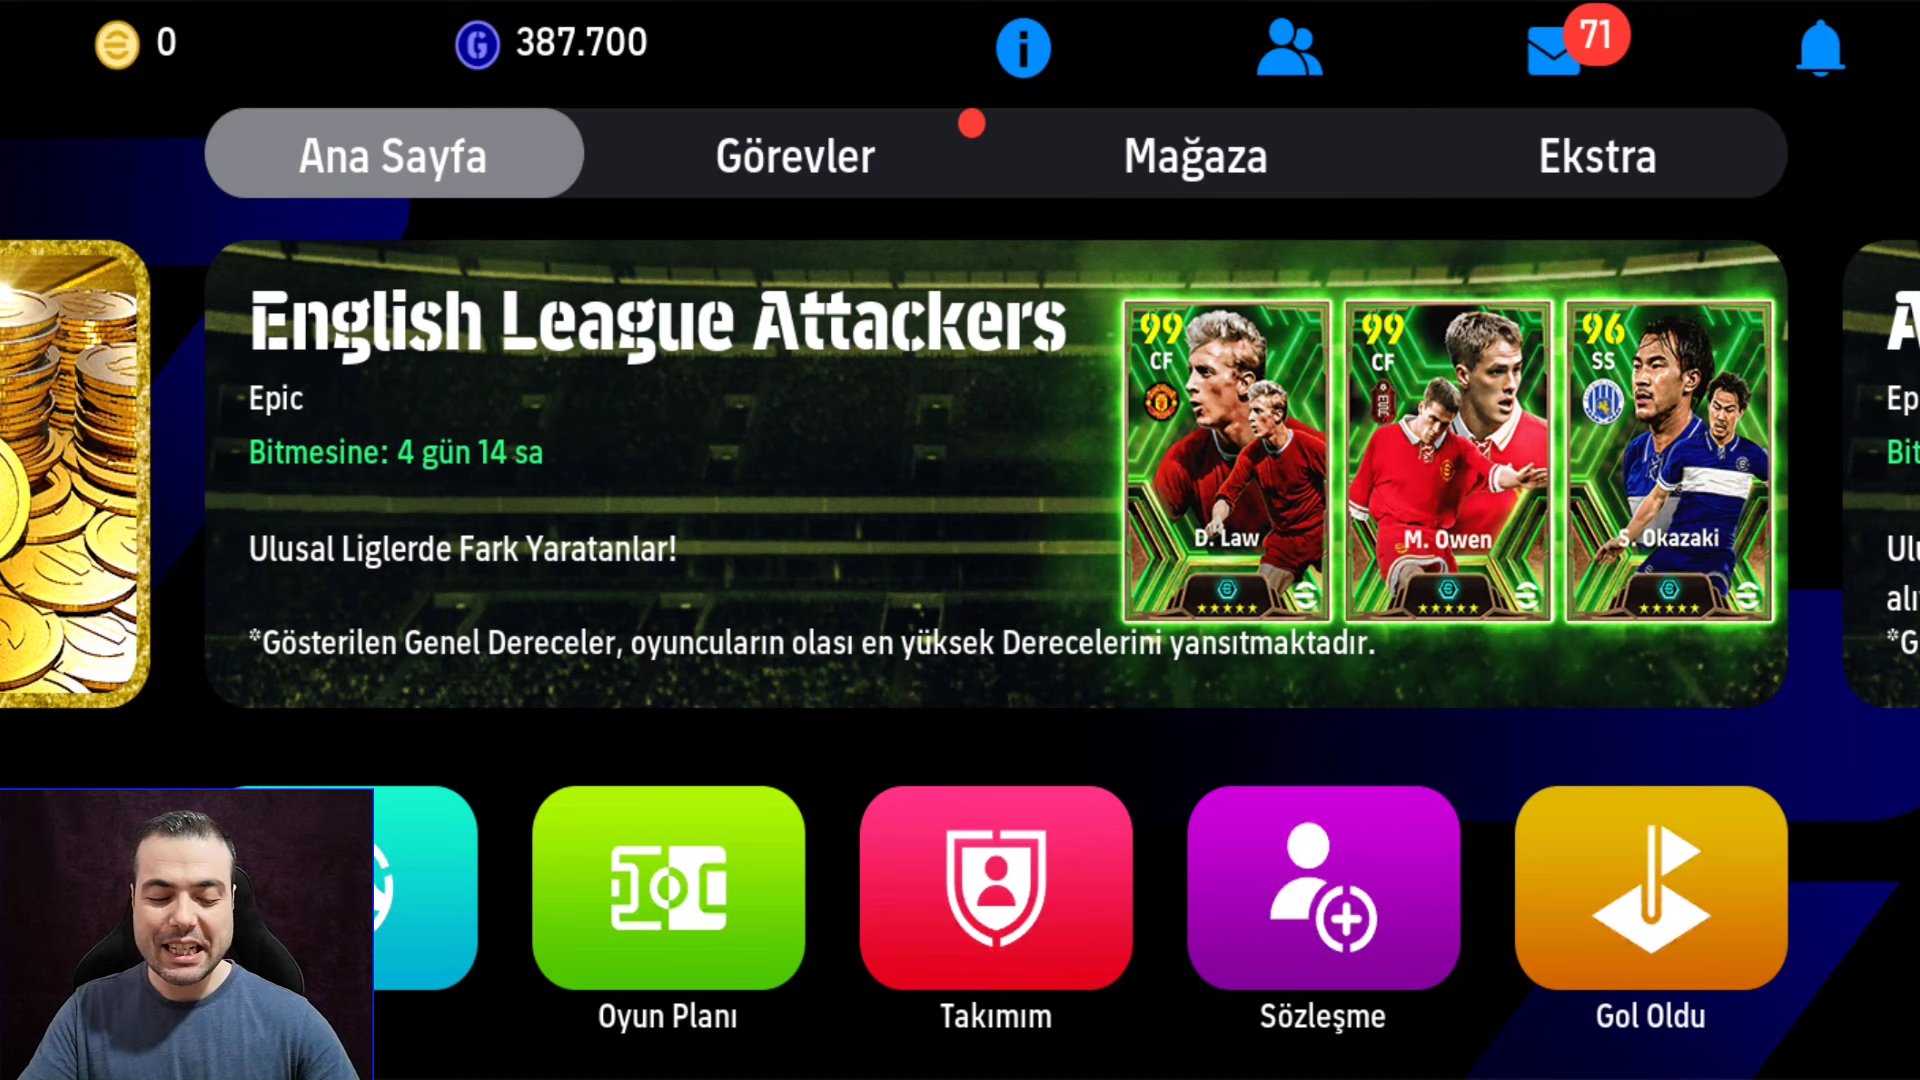 0
387.700
71
Ana Sayfa
Görevler
Mağaza
Ekstra
English League Attackers
Epic
Bitmesine: 4 gün 14 sa
Ulusal Liglerde Fark Yaratanlar!
*Gösterilen Genel Dereceler, oyuncuların olası en yüksek Derecelerini yansıtmaktadır.
99
CF
D. Law
99
CF
M. Owen
96
SS
S. Okazaki
A
Ep
Bit
Ulu
alı
*G
Oyun Planı
Takımım
Sözleşme
Gol Oldu